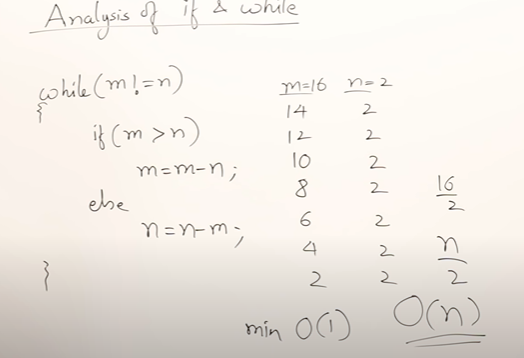 Analysis of if & while
while(m!=n)
{
if(m>n)
m=m-n;
else
n=n-m;
}
m=16 n=2
14 2
12 2
10 2
8 2
6 2
4 2
2 2
16/2
n/2
min O(1) O(n)